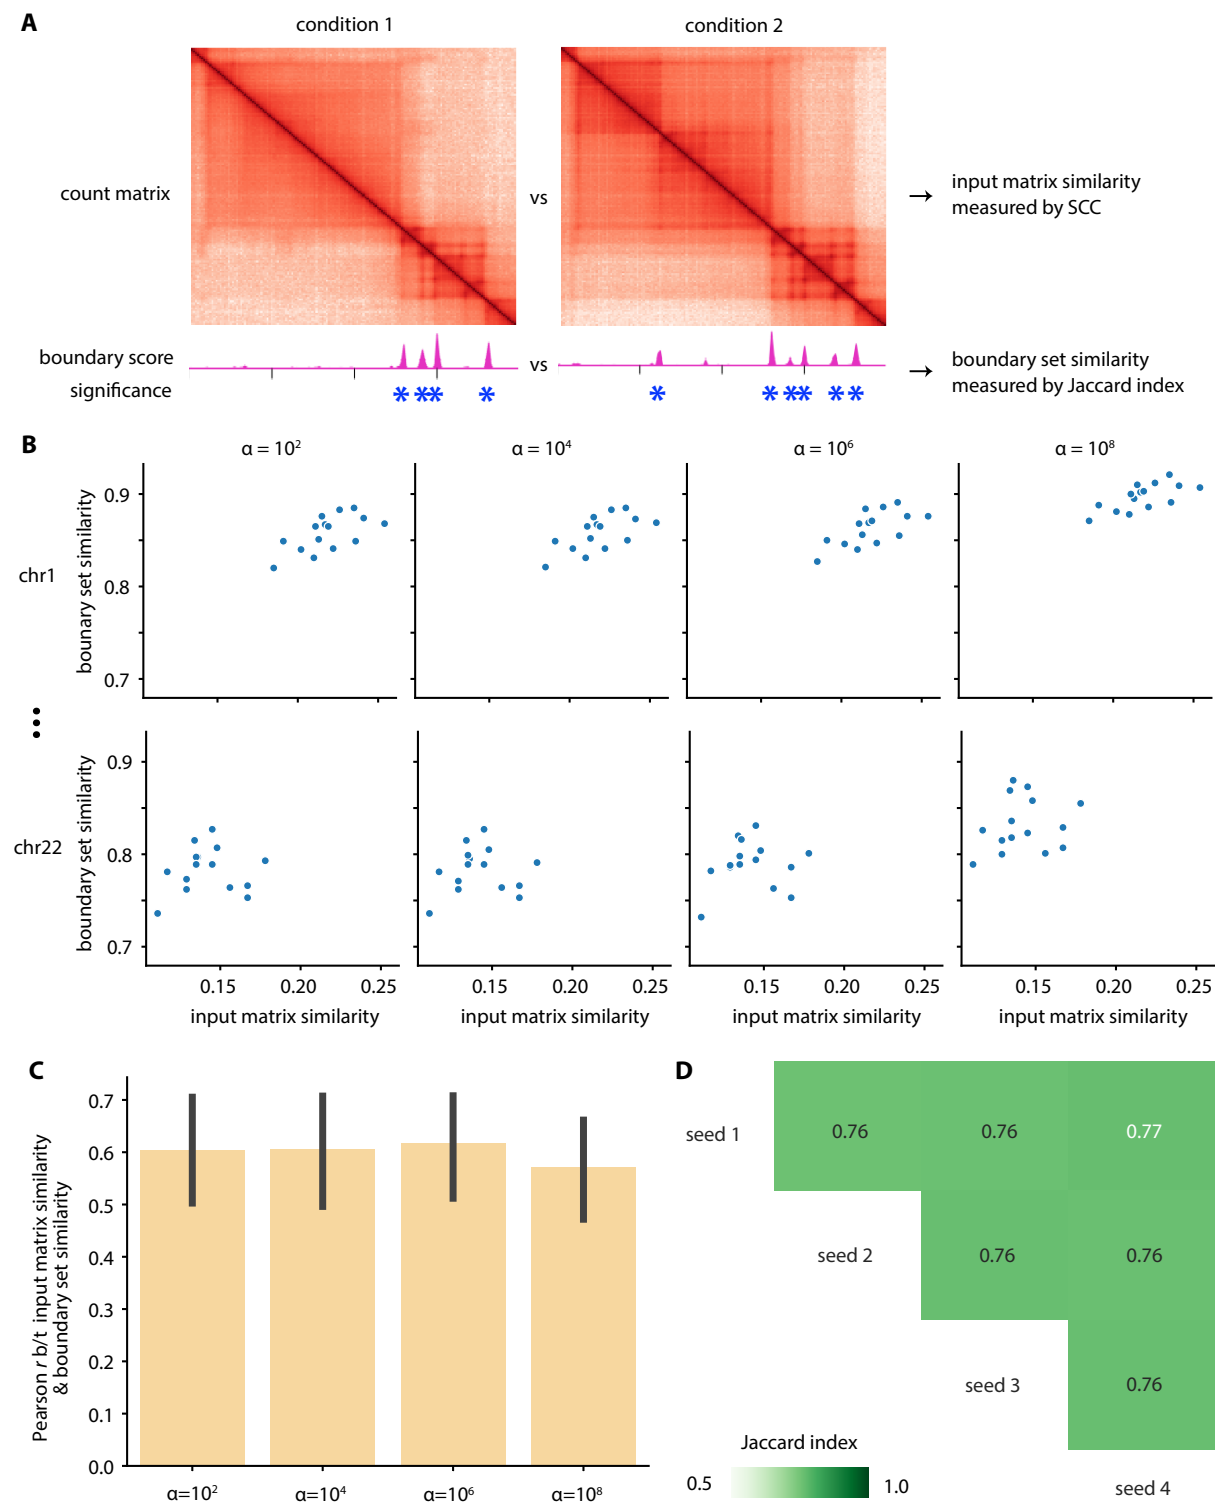 A
condition 1
condition 2
count matrix
vs
→ input matrix similarity
measured by SCC
boundary score
vs
→ boundary set similarity
significance
* ** *
* ** * *
measured by Jaccard index
B
α = 10²
α = 10⁴
α = 10⁶
α = 10⁸
chr1
bounary set similarity
0.9
0.8
0.7
chr22
boundary set similarity
0.9
0.8
0.7
0.15 0.20 0.25
0.15 0.20 0.25
0.15 0.20 0.25
0.15 0.20 0.25
input matrix similarity
input matrix similarity
input matrix similarity
input matrix similarity
C
Pearson r b/t input matrix similarity
& boundary set similarity
0.7
0.6
0.5
0.4
0.3
0.2
0.1
0.0
α=10²
α=10⁴
α=10⁶
α=10⁸
D
seed 1
0.76 0.76 0.77
seed 2
0.76 0.76
seed 3
0.76
seed 4
Jaccard index
0.5
1.0